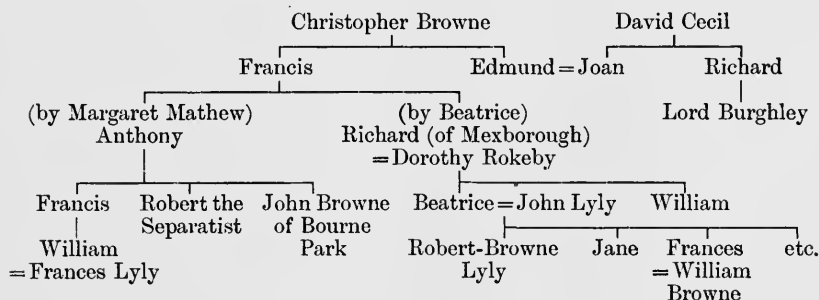 Christopher Browne David Cecil
Francis Edmund = Joan Richard
(by Margaret Mathew) (by Beatrice) Lord Burghley
Anthony Richard (of Mexborough)
= Dorothy Rokeby
Francis Robert the John Browne Beatrice = John Lyly William
Separatist of Bourne
William Park Robert-Browne Jane Frances etc.
= Frances Lyly Lyly = William
Browne